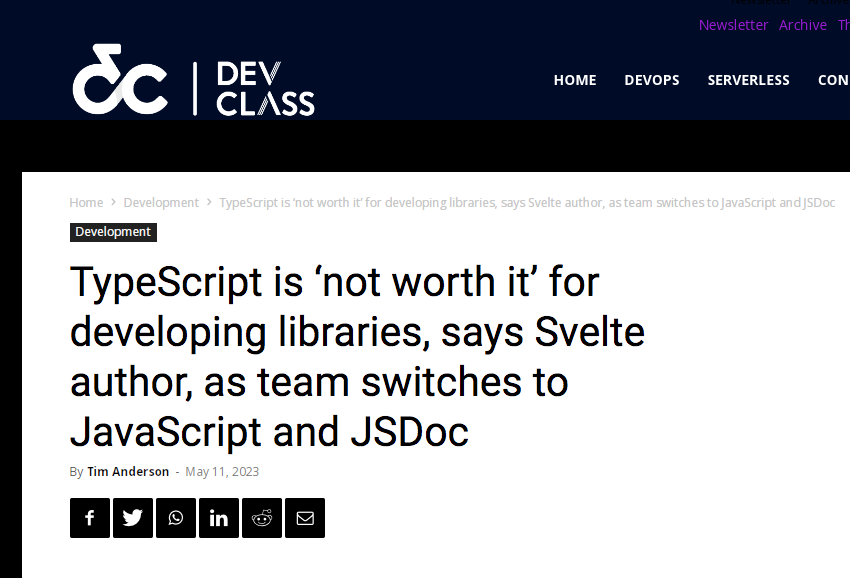 Newsletter Archive
DEV
CLASS
HOME DEVOPS SERVERLESS CON
Home › Development › TypeScript is ‘not worth it’ for developing libraries, says Svelte author, as team switches to JavaScript and JSDoc
Development
TypeScript is ‘not worth it’ for
developing libraries, says Svelte
author, as team switches to
JavaScript and JSDoc
By Tim Anderson - May 11, 2023